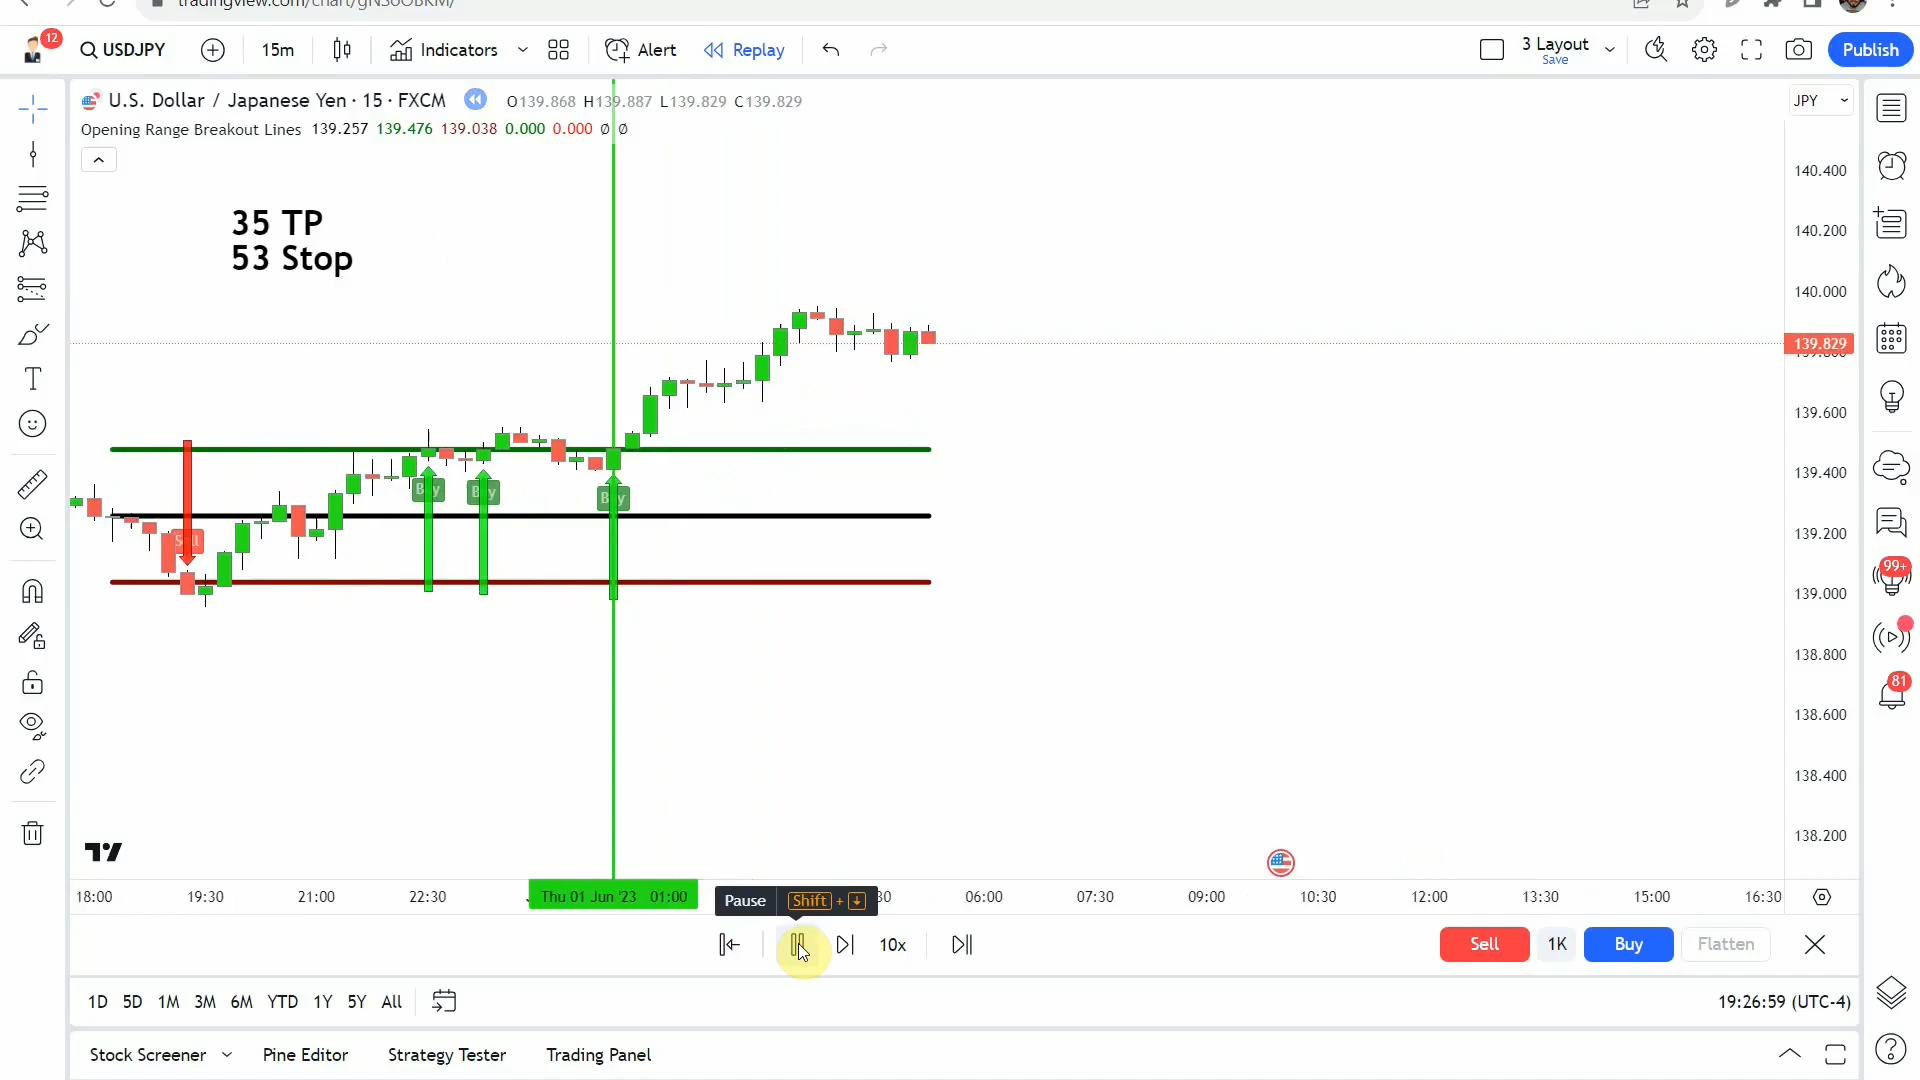 12
USDJPY
15m
Indicators
Alert
Replay
3 Layout
Save
Publish
U.S. Dollar / Japanese Yen · 15 · FXCM
O139.868 H139.887 L139.829 C139.829
JPY
Opening Range Breakout Lines 139.257 139.476 139.038 0.000 0.000 ∅ ∅
35 TP
53 Stop
140.400
140.200
140.000
139.829
139.600
139.400
139.200
139.000
138.800
138.600
138.400
138.200
Sell
Buy
Buy
Buy
99+
81
18:00
19:30
21:00
22:30
Thu 01 Jun '23 01:00
06:00
07:30
09:00
10:30
12:00
13:30
15:00
16:30
Pause Shift + ↓
10x
Sell
1K
Buy
Flatten
1D 5D 1M 3M 6M YTD 1Y 5Y All
19:26:59 (UTC-4)
Stock Screener
Pine Editor
Strategy Tester
Trading Panel